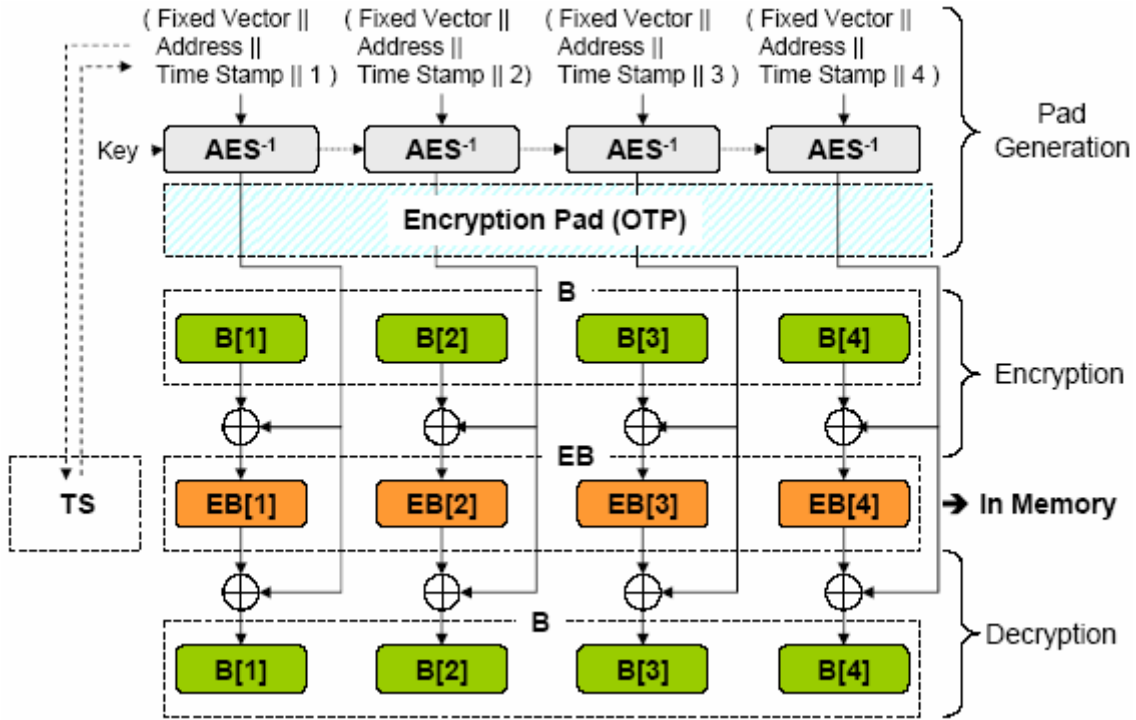 ( Fixed Vector || ( Fixed Vector || ( Fixed Vector || ( Fixed Vector ||
Address || Address || Address || Address ||
Time Stamp || 1 ) Time Stamp || 2) Time Stamp || 3 ) Time Stamp || 4 )
Pad
Generation
Key AES⁻¹ AES⁻¹ AES⁻¹ AES⁻¹
Encryption Pad (OTP)
B
B[1] B[2] B[3] B[4]
Encryption
EB
TS EB[1] EB[2] EB[3] EB[4] ➔ In Memory
B
Decryption
B[1] B[2] B[3] B[4]